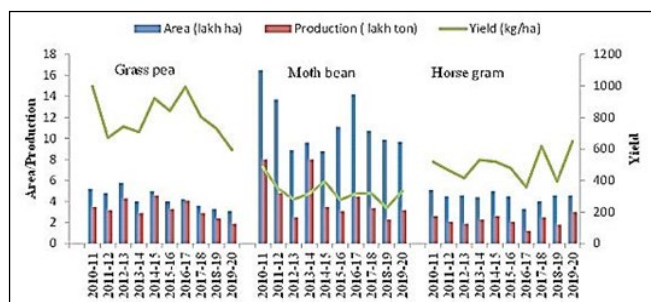 Area (lakh ha) Production ( lakh ton) Yield (kg/ha)
18 1200
16 1000
14
12 800
10
8 600
6 400
4
2 200
0 0
Grass pea Moth bean Horse gram
Area/Production
Yield
2010-11 2011-12 2012-13 2013-14 2014-15 2015-16 2016-17 2017-18 2018-19 2019-20
2010-11 2011-12 2012-13 2013-14 2014-15 2015-16 2016-17 2017-18 2018-19 2019-20
2010-11 2011-12 2012-13 2013-14 2014-15 2015-16 2016-17 2017-18 2018-19 2019-20